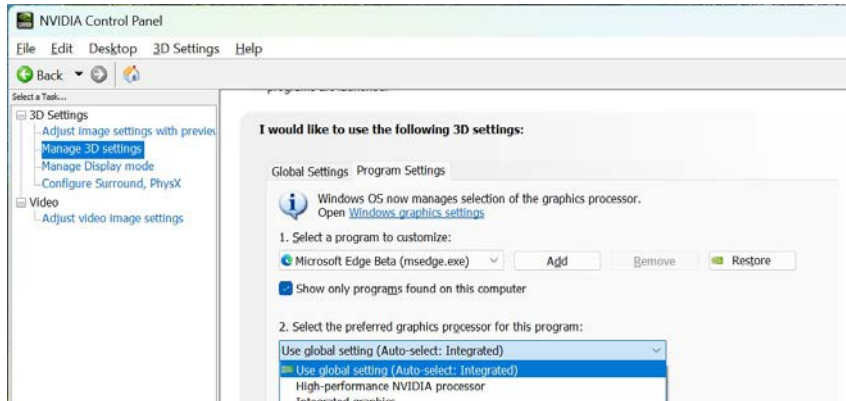 NVIDIA Control Panel
File Edit Desktop 3D Settings Help
Back
Select a Task...
3D Settings
Adjust image settings with preview
Manage 3D settings
Manage Display mode
Configure Surround, PhysX
Video
Adjust video image settings
I would like to use the following 3D settings:
Global Settings Program Settings
Windows OS now manages selection of the graphics processor.
Open Windows graphics settings
1. Select a program to customize:
Microsoft Edge Beta (msedge.exe) Add Remove Restore
Show only programs found on this computer
2. Select the preferred graphics processor for this program:
Use global setting (Auto-select: Integrated)
Use global setting (Auto-select: Integrated)
High-performance NVIDIA processor
Integrated graphics